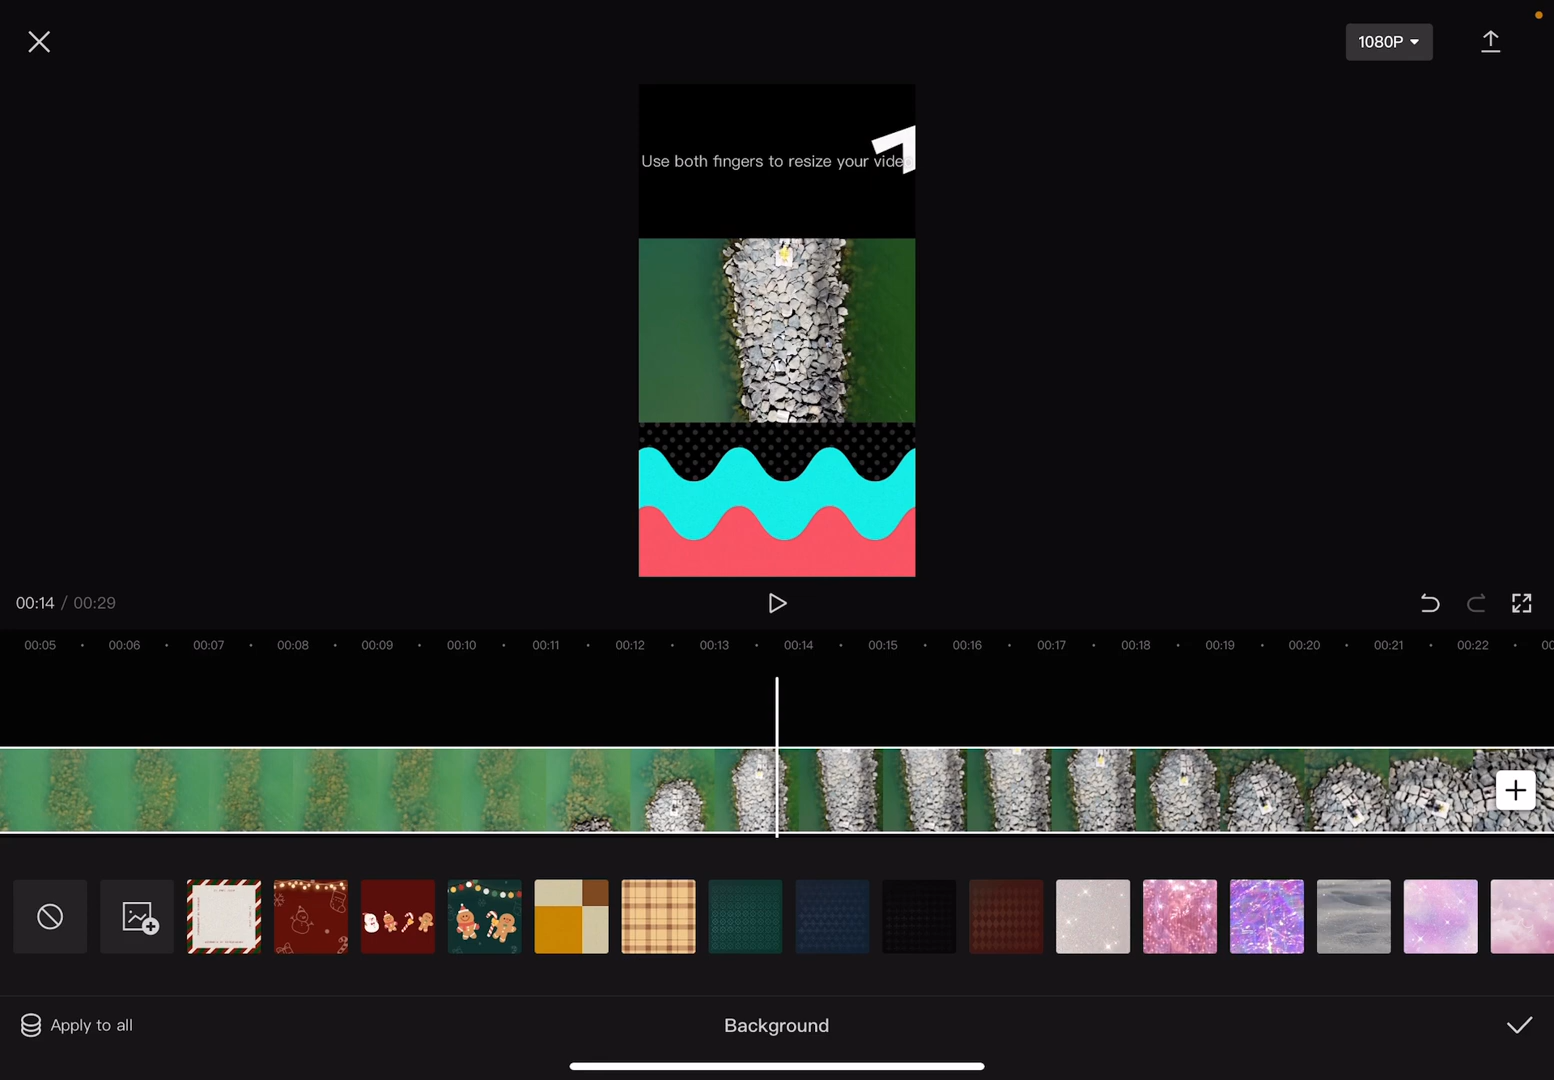 1080P
Use both fingers to resize your vide
00:14 / 00:29
00:05 00:06 00:07 00:08 00:09 00:10 00:11 00:12 00:13 00:14 00:15 00:16 00:17 00:18 00:19 00:20 00:21 00:22 00
Apply to all
Background